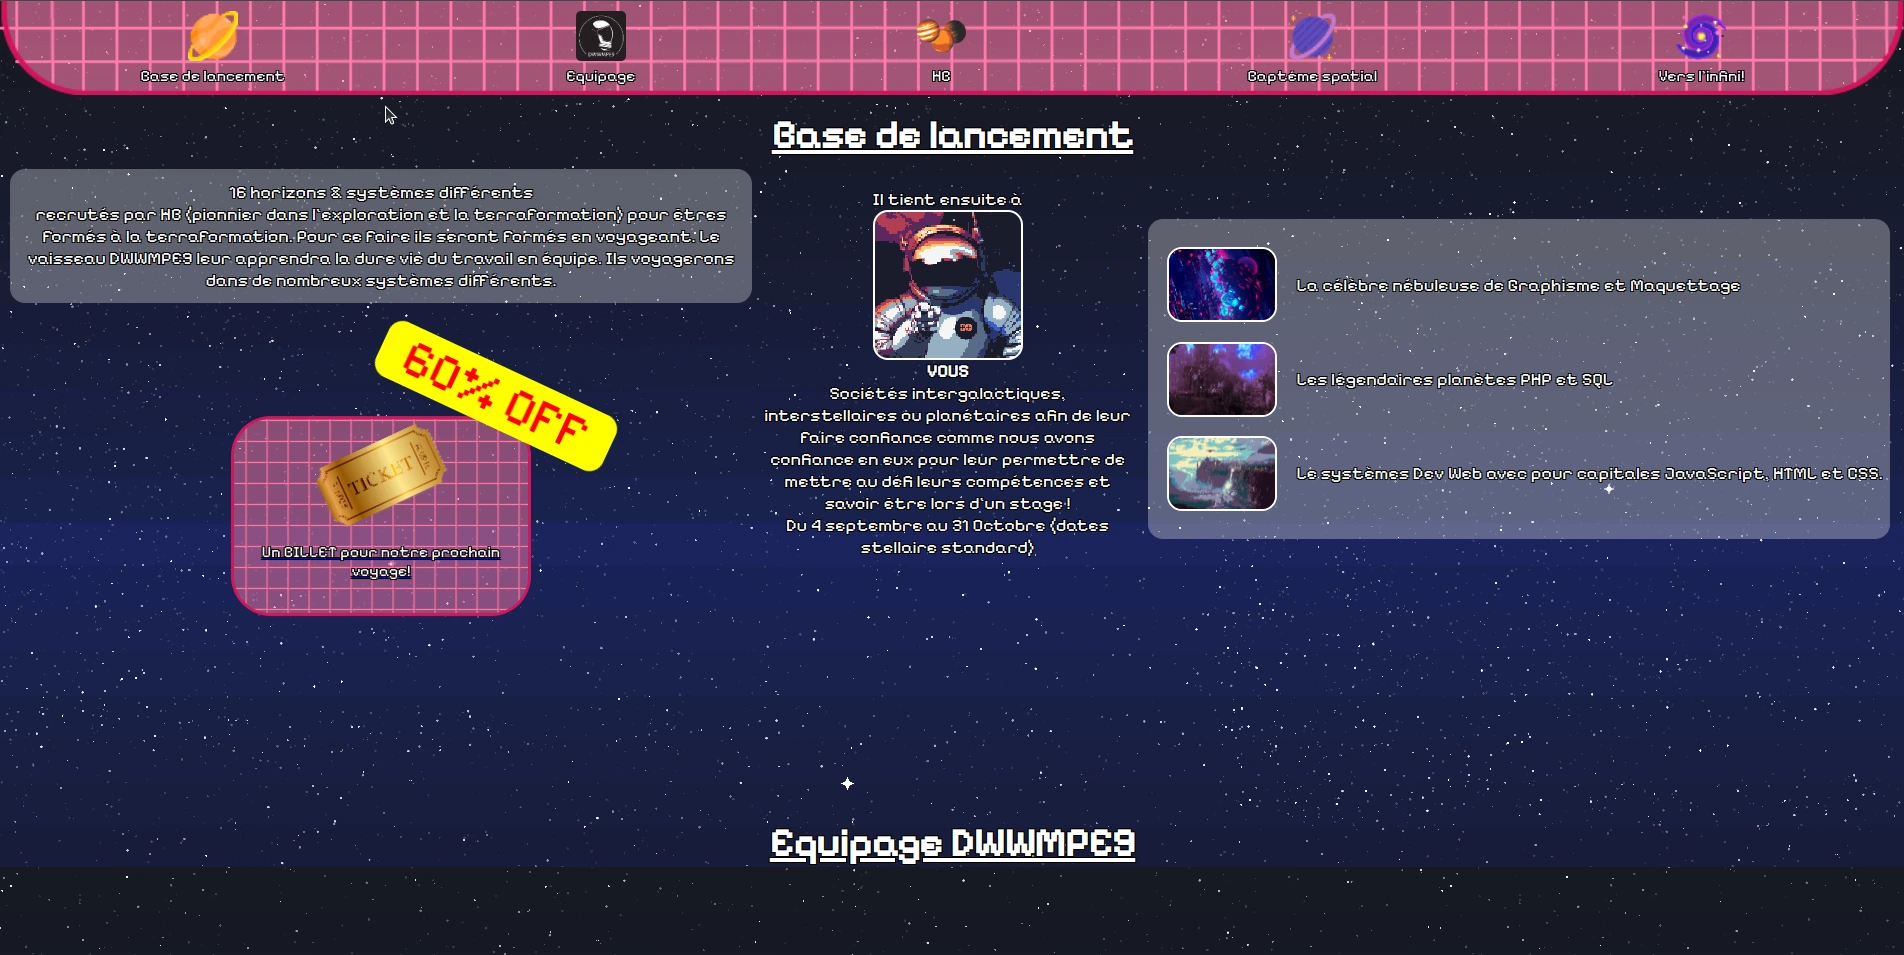 Base de lancement
DWWMPE9
Equipage
HB
Baptême spatial
Vers l'infini!
Base de lancement
16 horizons & systèmes différents
recrutés par HB (pionnier dans l'exploration et la terraformation) pour êtres
formés à la terraformation. Pour ce faire ils seront formés en voyageant. Le
vaisseau DWWMPE9 leur apprendra la dure vie du travail en équipe. Ils voyagerons
dans de nombreux systèmes différents.
60% OFF
TICKET
Un BILLET pour notre prochain
voyage!
Il tient ensuite à
VOUS
Sociétés intergalactiques,
interstellaires ou planétaires afin de leur
faire confiance comme nous avons
confiance en eux pour leur permettre de
mettre au défi leurs compétences et
savoir être lors d'un stage!
Du 4 septembre au 31 Octobre (dates
stellaire standard)
La célèbre nébuleuse de Graphisme et Maquettage
Les légendaires planètes PHP et SQL
Le systèmes Dev Web avec pour capitales JavaScript, HTML et CSS.
Equipage DWWMPE9